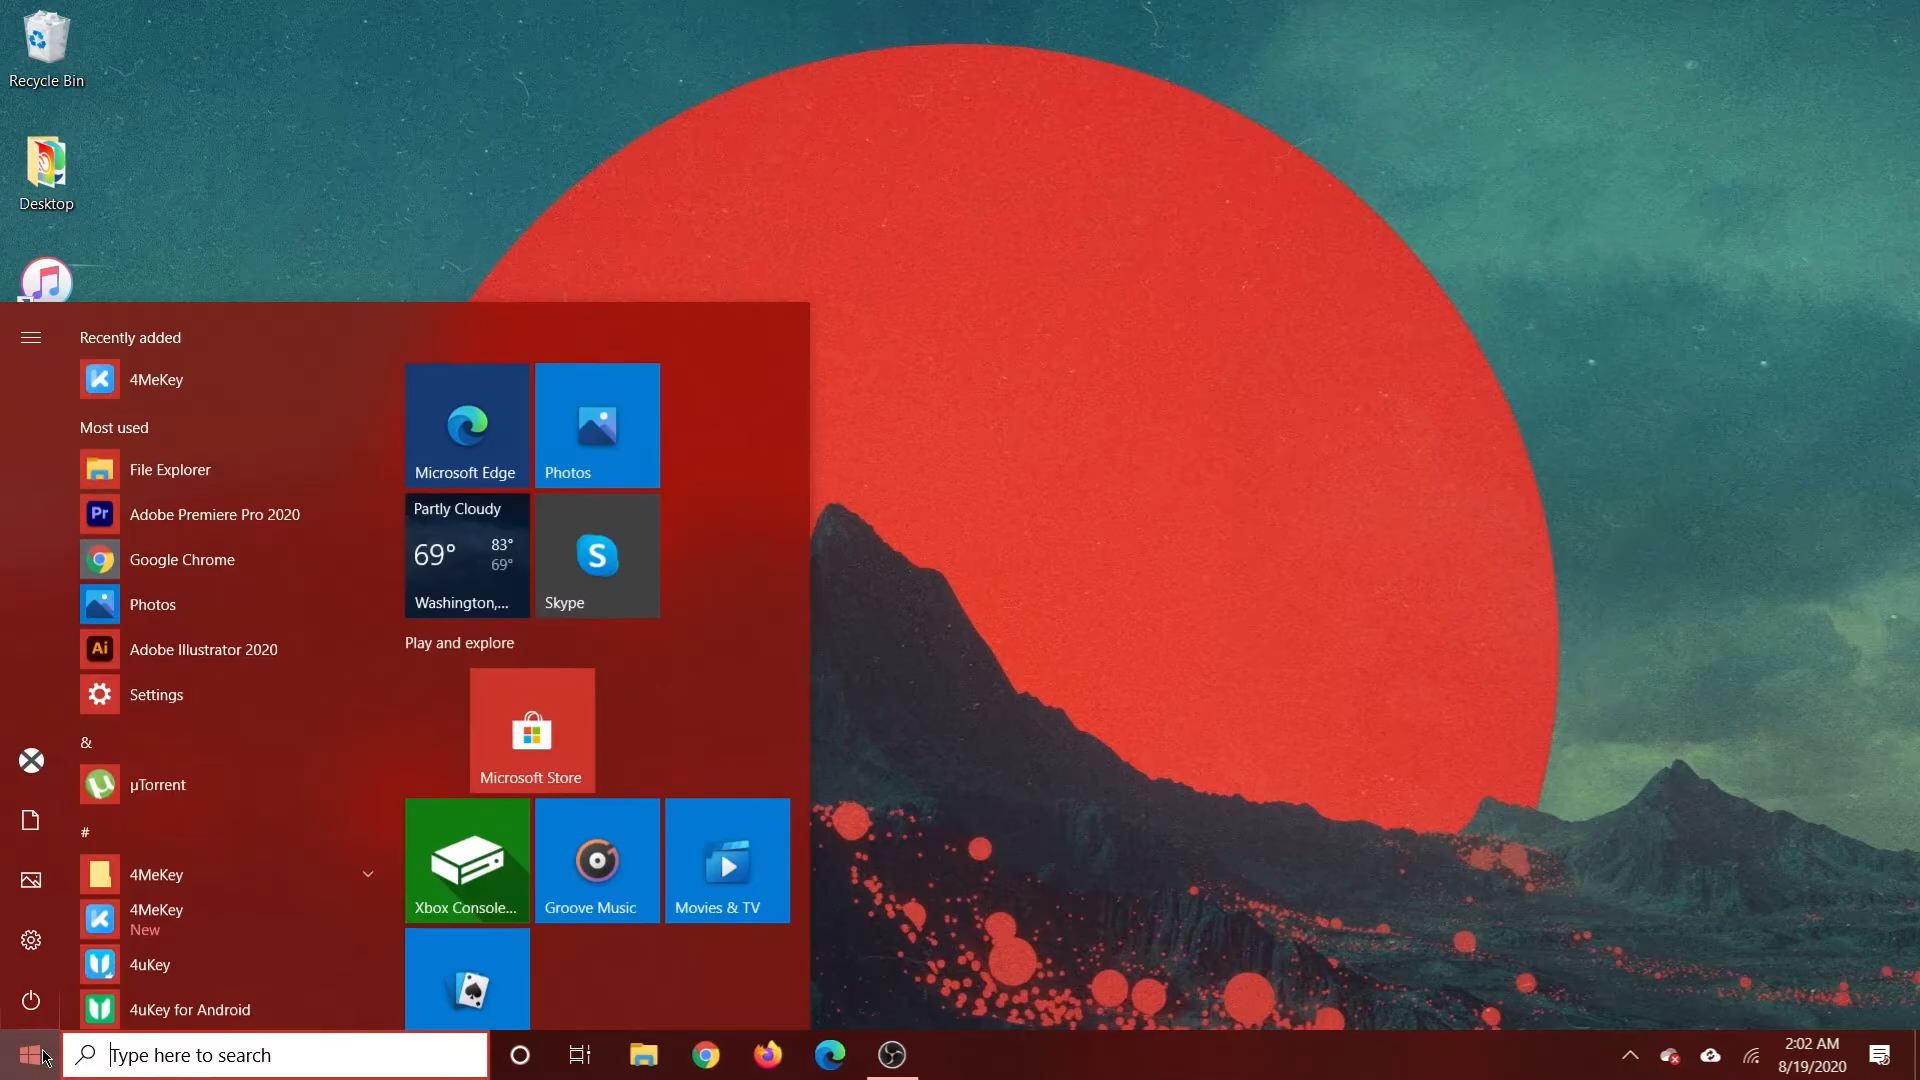 Recycle Bin
Desktop
Recently added
4MeKey
Most used
File Explorer
Pr
Adobe Premiere Pro 2020
Google Chrome
Photos
Ai
Adobe Illustrator 2020
Settings
&
µTorrent
#
4MeKey
4MeKey
New
4uKey
4uKey for Android
Microsoft Edge
Photos
Partly Cloudy
69°
83°
69°
Washington,...
S
Skype
Play and explore
Microsoft Store
Xbox Console...
Groove Music
Movies & TV
Type here to search
2:02 AM
8/19/2020